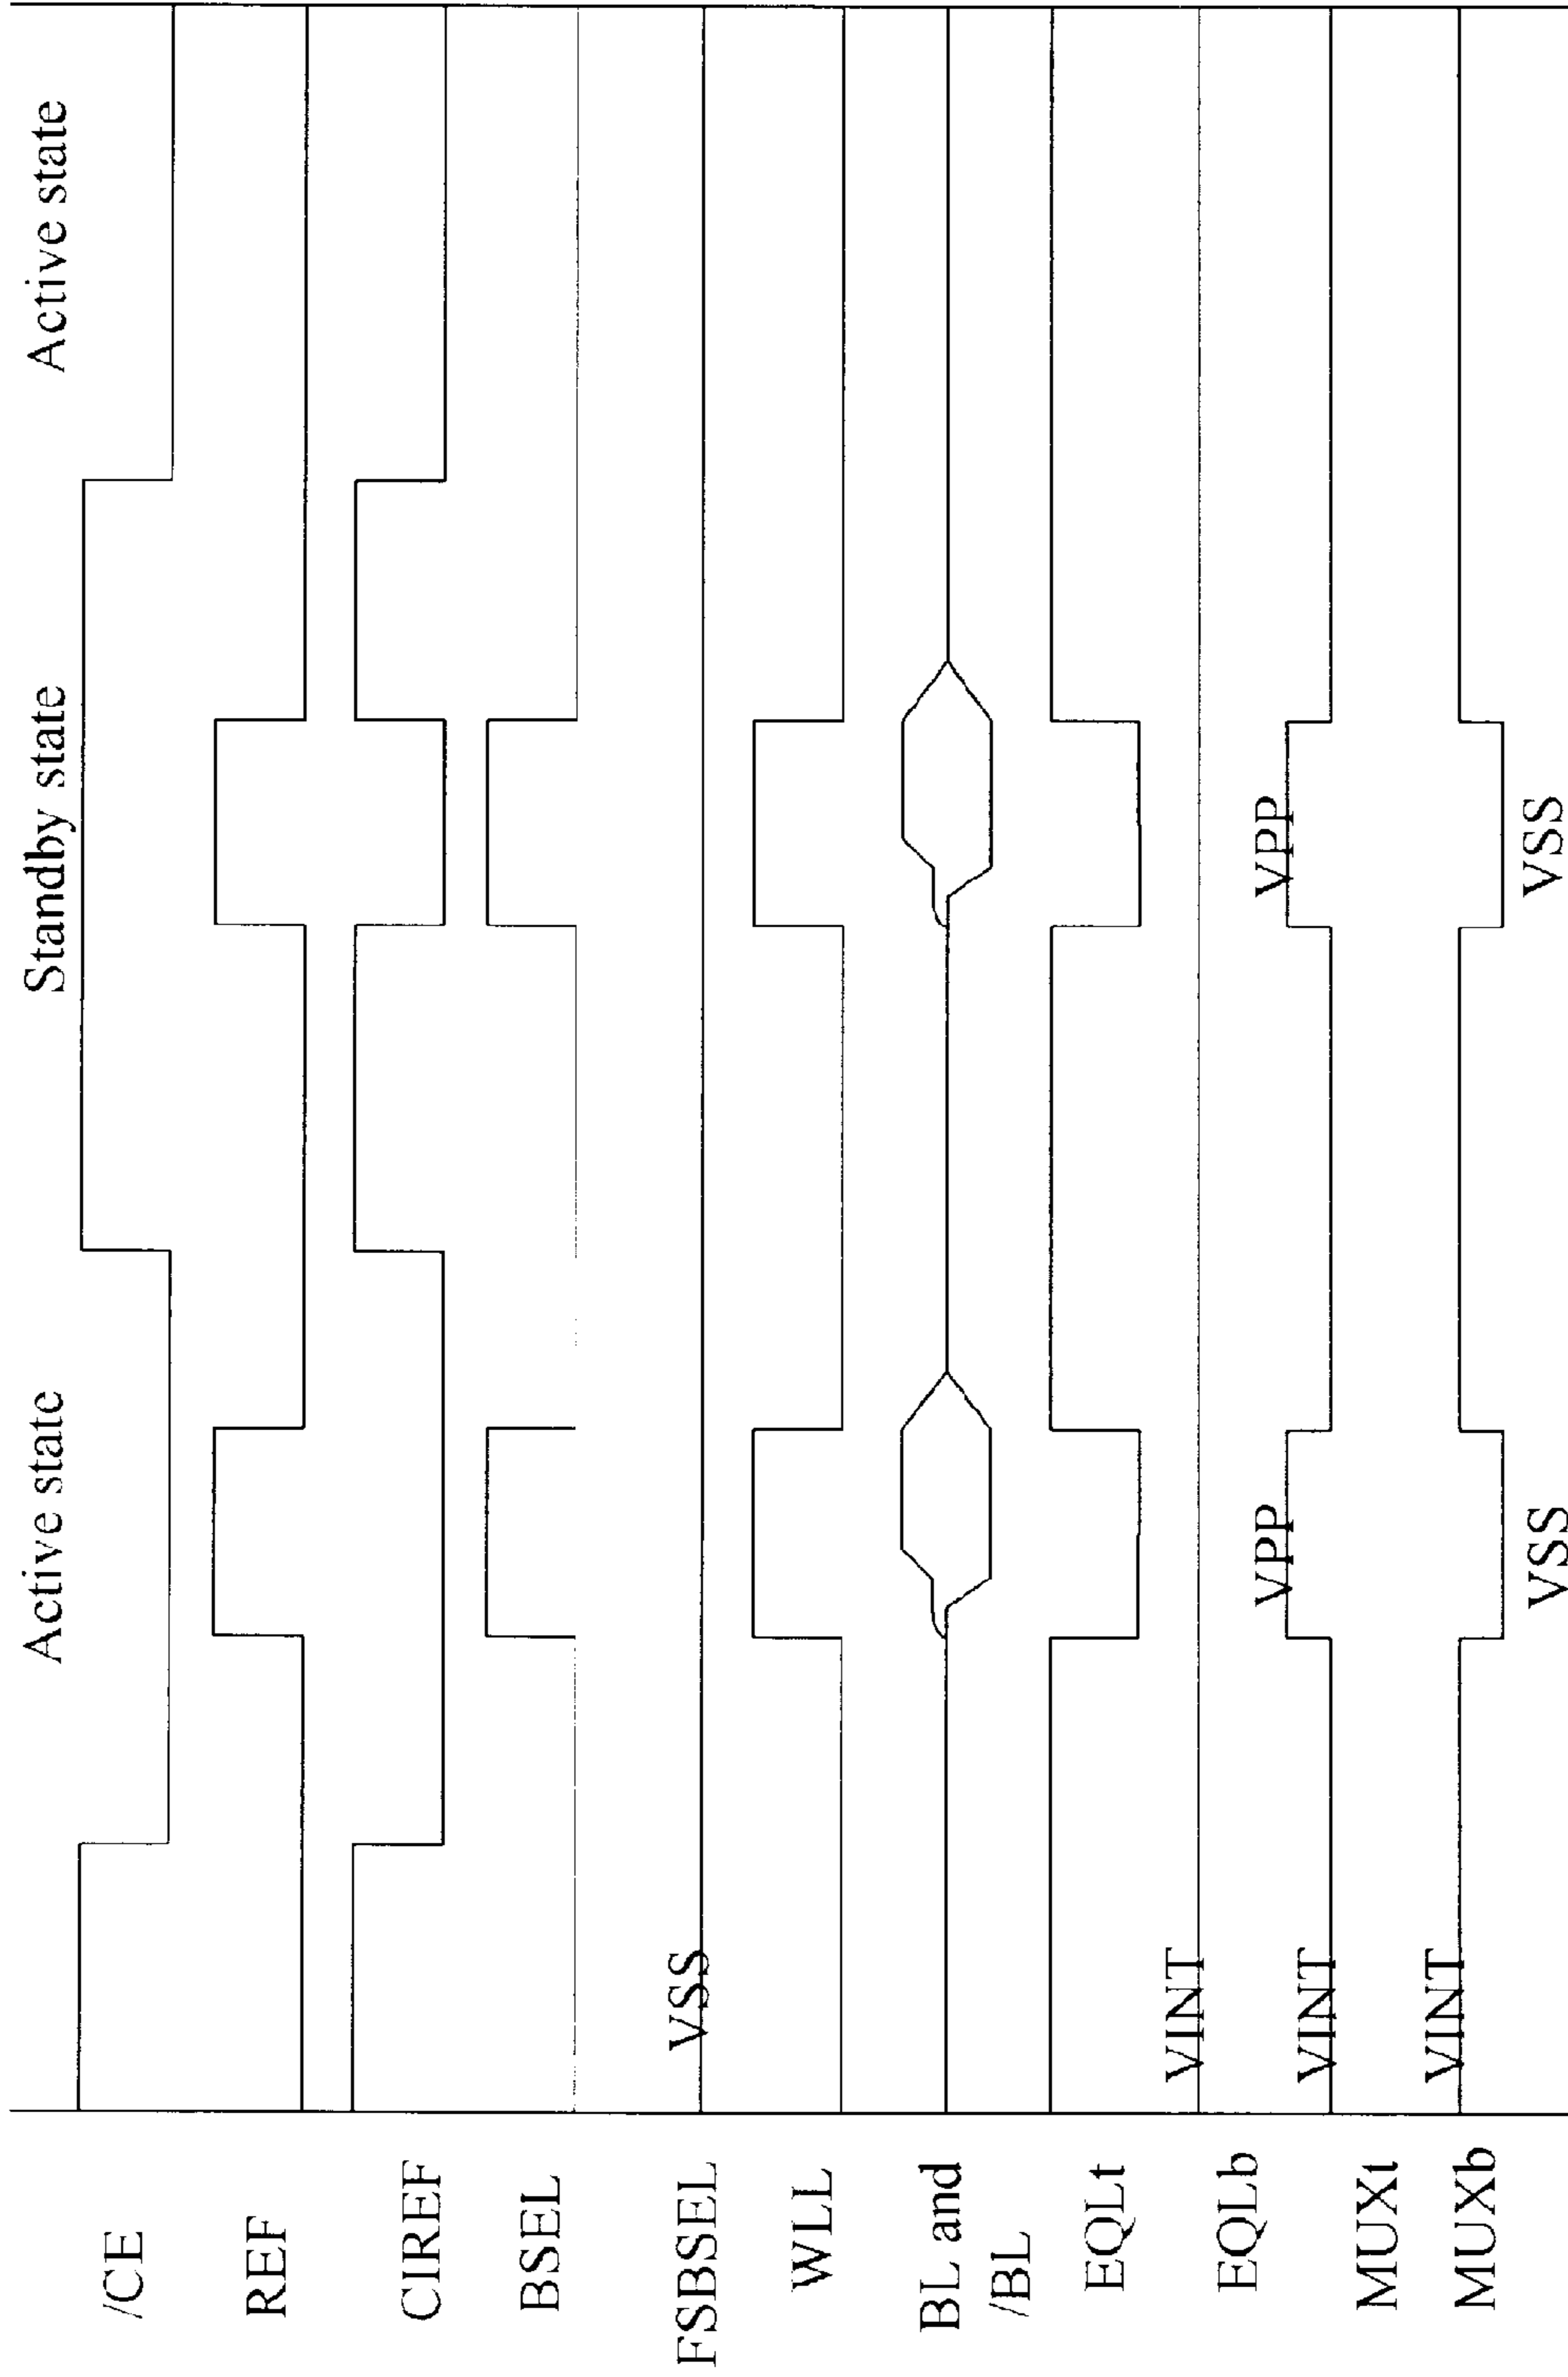 Active state
Standby state
Active state
/CE
REF
CIREF
BSEL
FSBSEL
VSS
WLL
BL and
/BL
EQLt
EQLb
VINT
MUXt
VINT
VPP
VPP
MUXb
VINT
VSS
VSS